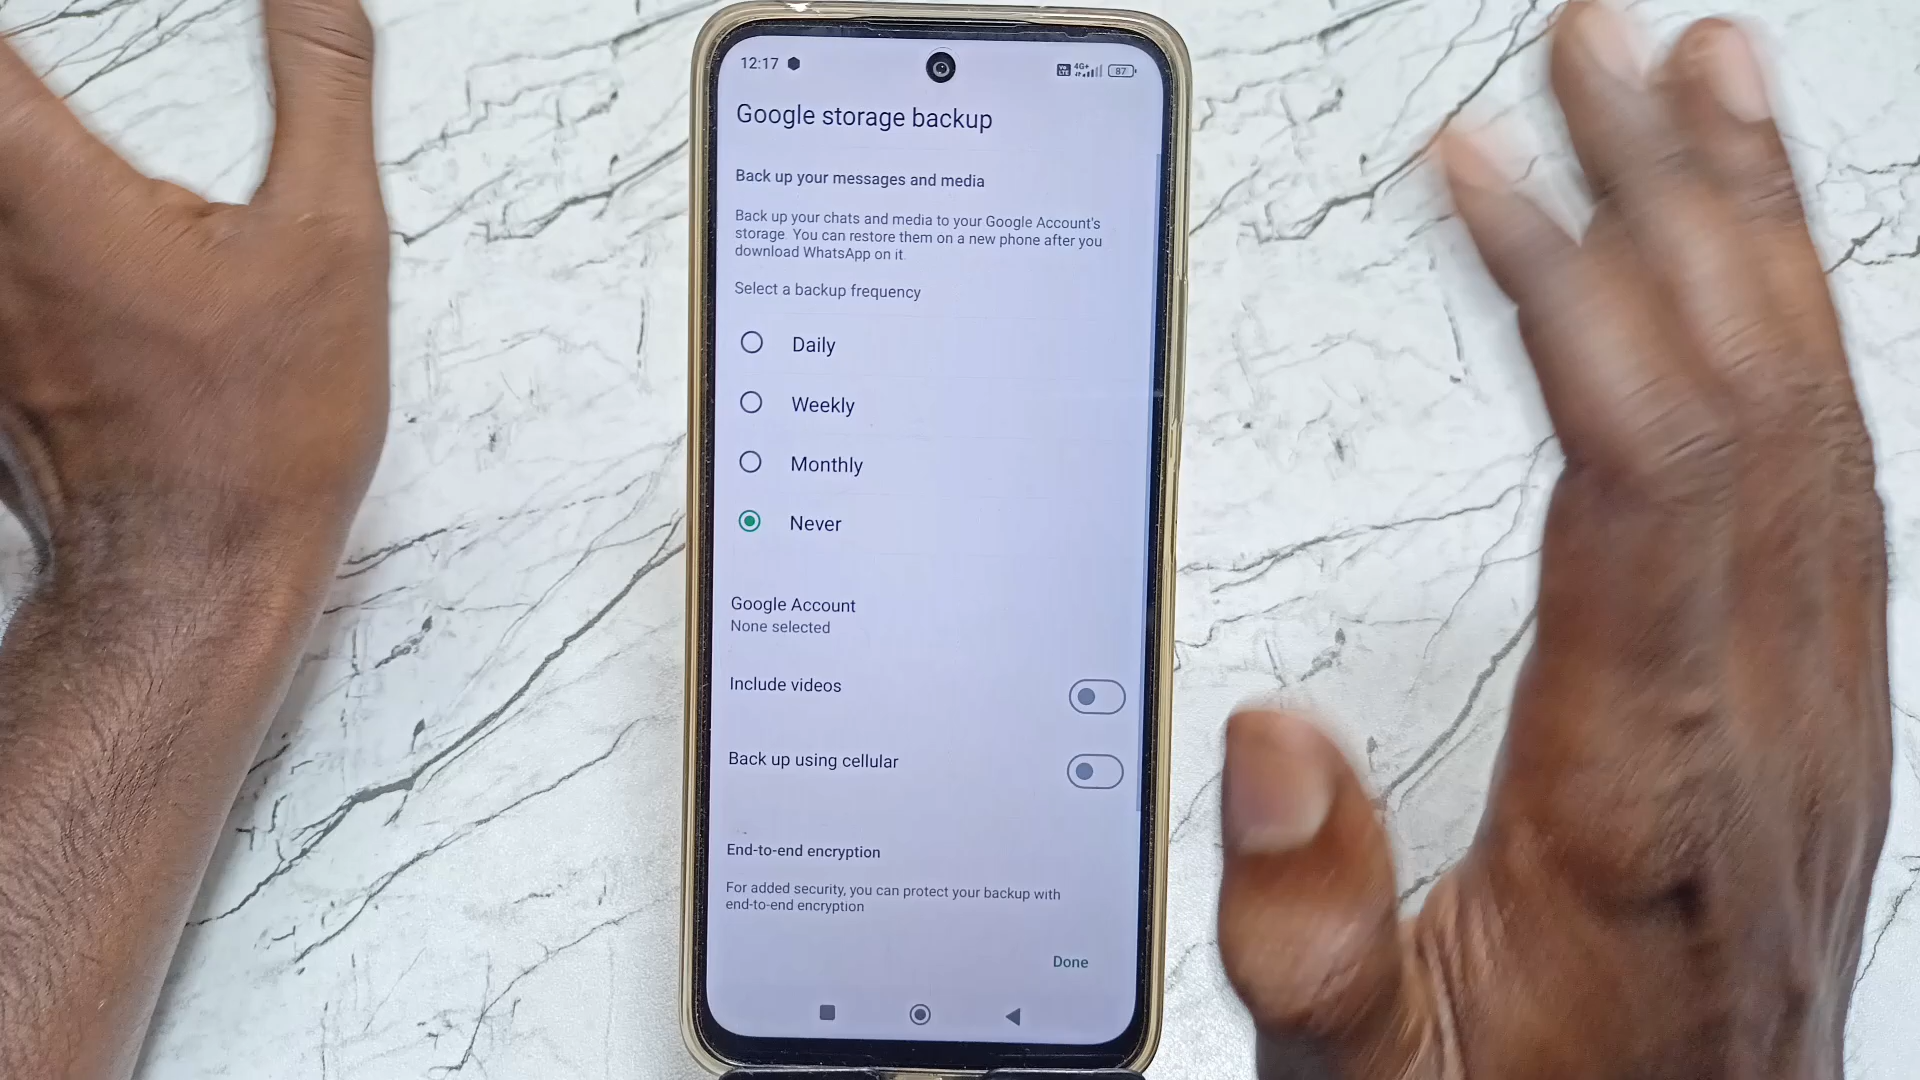 12:17
4G+
87
Google storage backup
Back up your messages and media
Back up your chats and media to your Google Account's
storage. You can restore them on a new phone after you
download WhatsApp on it.
Select a backup frequency
Daily
Weekly
Monthly
Never
Google Account
None selected
Include videos
Back up using cellular
End-to-end encryption
For added security, you can protect your backup with
end-to-end encryption
Done